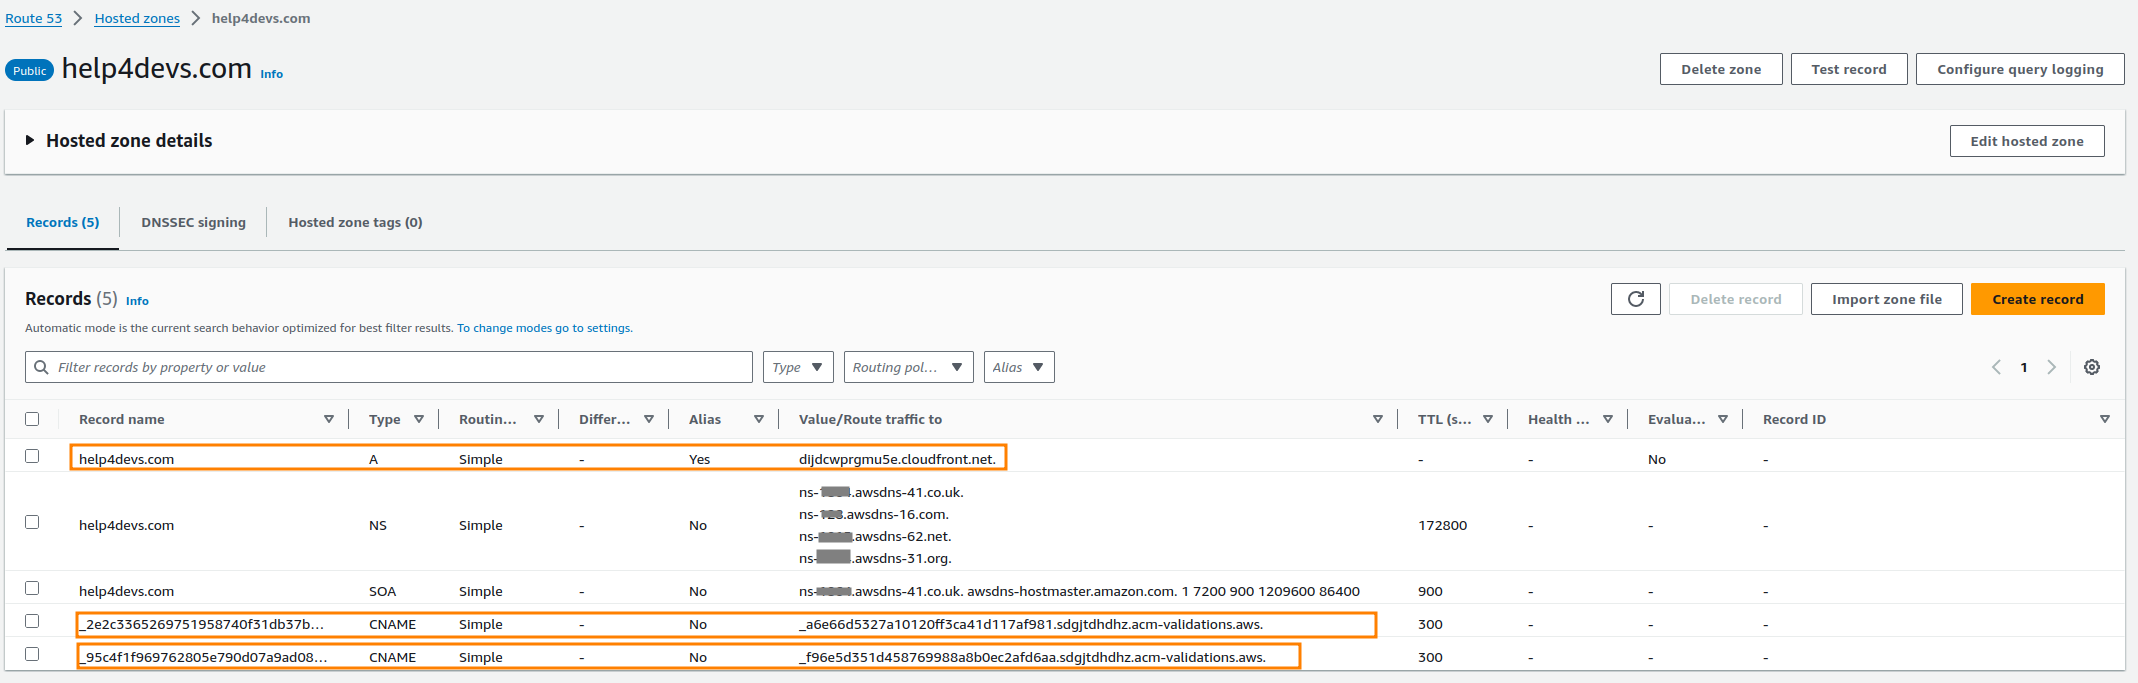 Route 53 > Hosted zones > help4devs.com
Public help4devs.com Info
Delete zone Test record Configure query logging
Hosted zone details
Edit hosted zone
Records (5) DNSSEC signing Hosted zone tags (0)
Records (5) Info
Delete record Import zone file Create record
Automatic mode is the current search behavior optimized for best filter results. To change modes go to settings.
Filter records by property or value Type Routing pol... Alias 1
Record name Type Routin... Differ... Alias Value/Route traffic to TTL (s... Health ... Evalua... Record ID
help4devs.com A Simple - Yes dijdcwprgmu5e.cloudfront.net. - - No -
ns- .awsdns-41.co.uk.
ns- .awsdns-16.com.
help4devs.com NS Simple - No 172800 - - -
ns- .awsdns-62.net.
ns- .awsdns-31.org.
help4devs.com SOA Simple - No ns- .awsdns-41.co.uk. awsdns-hostmaster.amazon.com. 1 7200 900 1209600 86400 900 - - -
_2e2c3365269751958740f31db37b... CNAME Simple - No _a6e66d5327a10120ff3ca41d117af981.sdgjtdhdhz.acm-validations.aws. 300 - - -
_95c4f1f969762805e790d07a9ad08... CNAME Simple - No _f96e5d351d458769988a8b0ec2afd6aa.sdgjtdhdhz.acm-validations.aws. 300 - - -